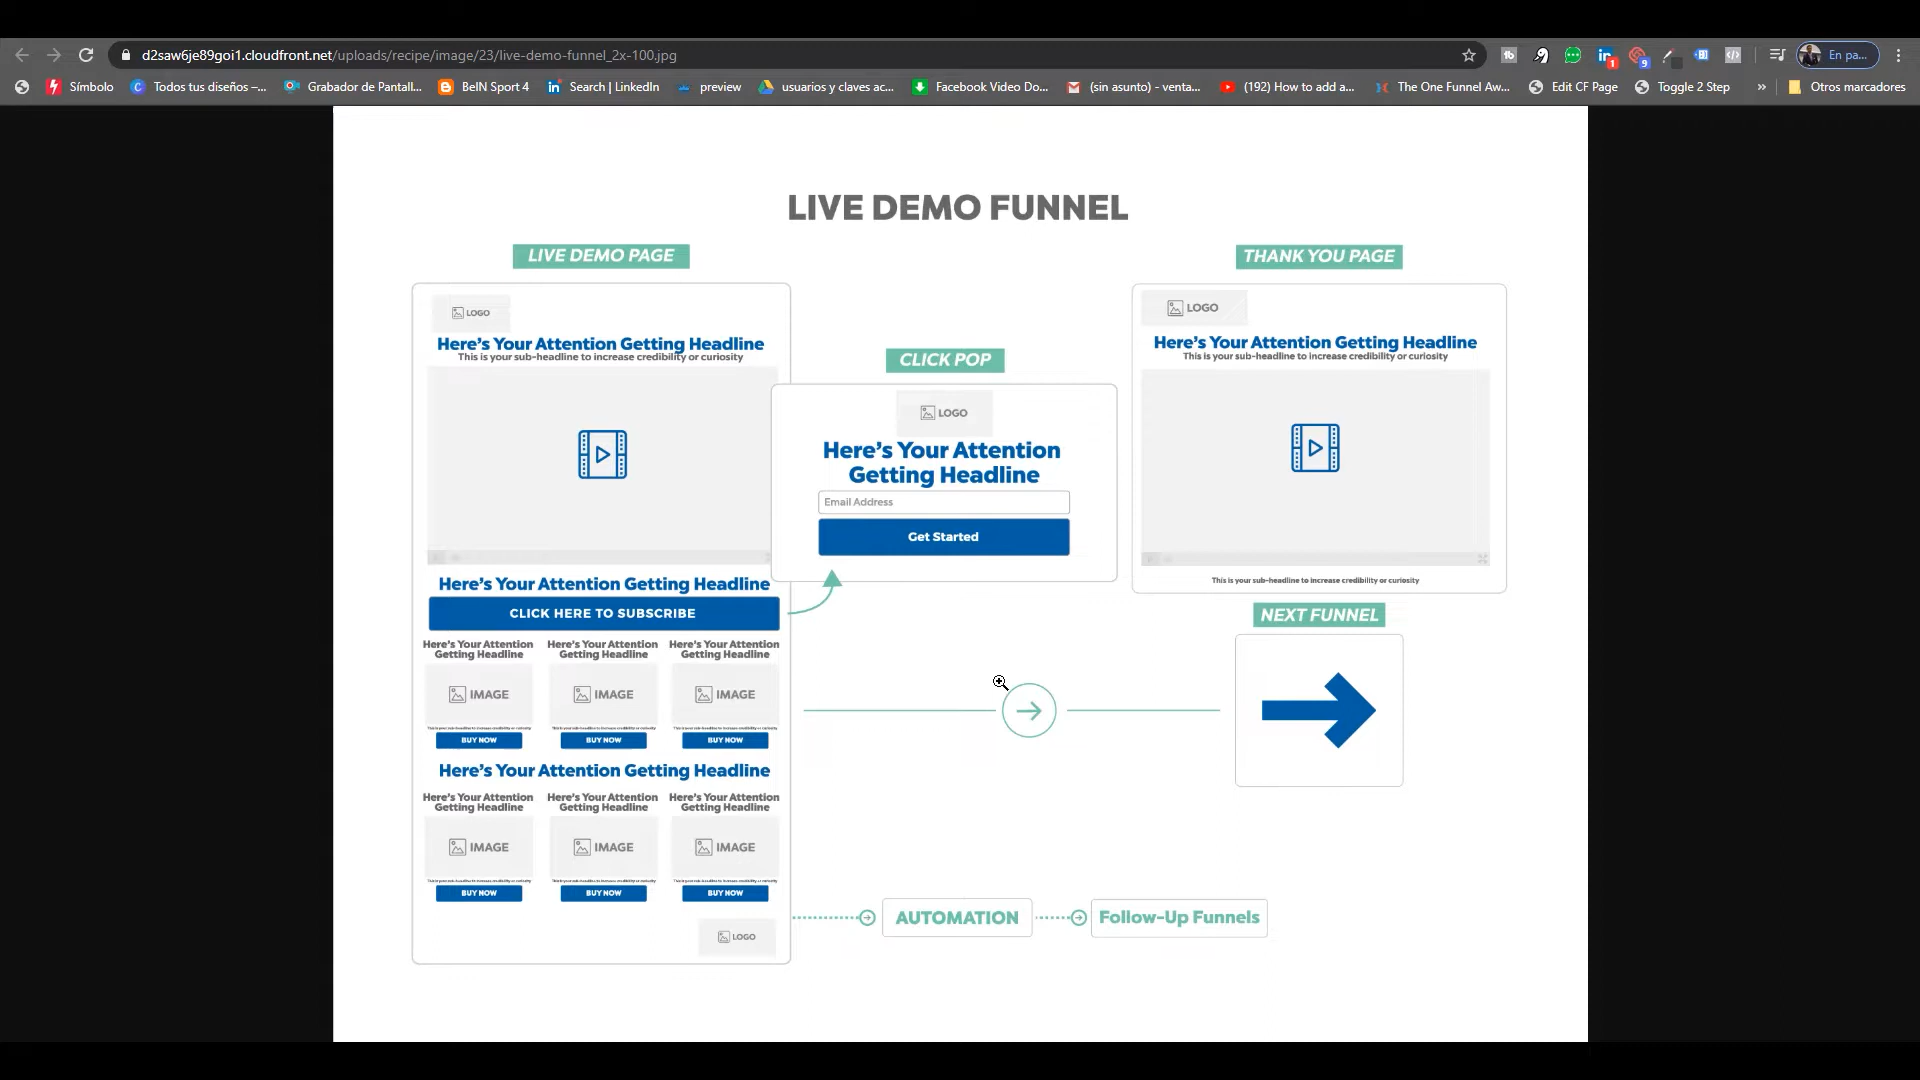 d2saw6je89goi1.cloudfront.net/uploads/recipe/image/23/live-demo-funnel_2x-100.jpg
1
9
En pa...
Símbolo
Todos tus diseños –...
Grabador de Pantall...
BeIN Sport 4
Search | LinkedIn
preview
usuarios y claves ac...
Facebook Video Do...
(sin asunto) - venta...
(192) How to add a...
The One Funnel Aw...
Edit CF Page
Toggle 2 Step
»
Otros marcadores
LIVE DEMO FUNNEL
LIVE DEMO PAGE
LOGO
Here's Your Attention Getting Headline
This is your sub-headline to increase credibility or curiosity
Here's Your Attention Getting Headline
CLICK HERE TO SUBSCRIBE
Here's Your Attention
Getting Headline
Here's Your Attention
Getting Headline
Here's Your Attention
Getting Headline
IMAGE
IMAGE
IMAGE
BUY NOW
BUY NOW
BUY NOW
Here's Your Attention Getting Headline
Here's Your Attention
Getting Headline
Here's Your Attention
Getting Headline
Here's Your Attention
Getting Headline
IMAGE
IMAGE
IMAGE
BUY NOW
BUY NOW
BUY NOW
LOGO
CLICK POP
LOGO
Here's Your Attention
Getting Headline
Email Address
Get Started
THANK YOU PAGE
LOGO
Here's Your Attention Getting Headline
This is your sub-headline to increase credibility or curiosity
This is your sub-headline to increase credibility or curiosity
NEXT FUNNEL
AUTOMATION
Follow-Up Funnels